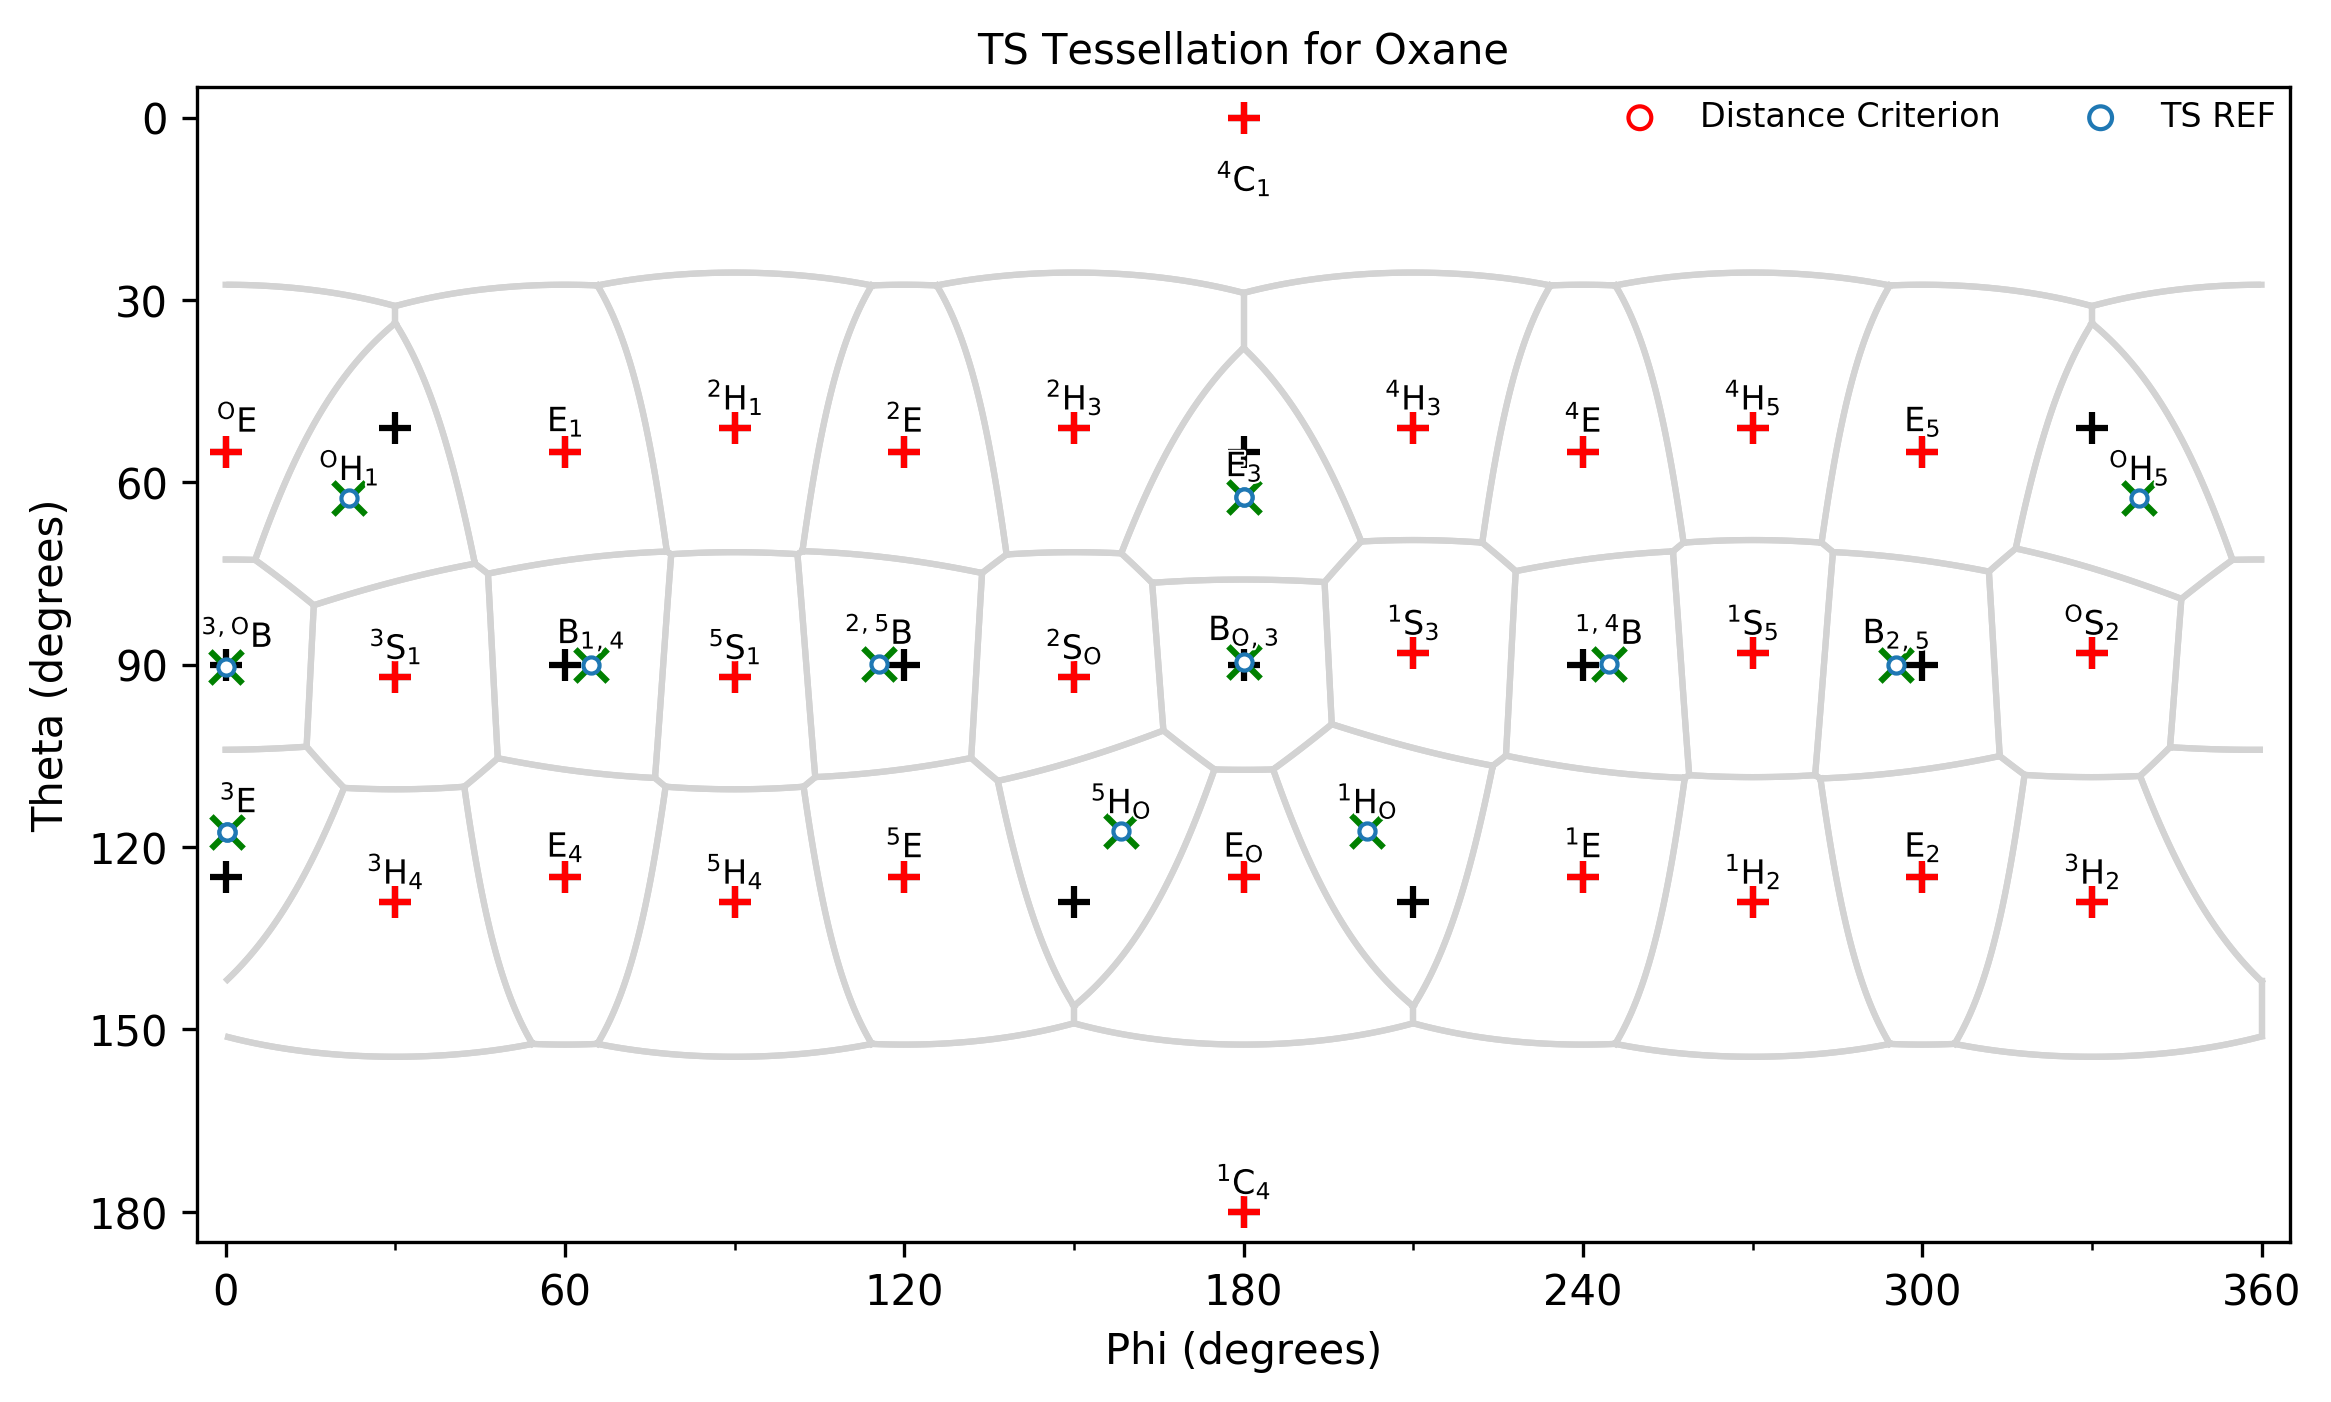 TS Tessellation for Oxane
Distance Criterion TS REF
0
⁴C₁
30
ᴼE E₁ ²H₁ ²E ²H₃ ⁴H₃ ⁴E ⁴H₅ E₅
60
ᴼH₁ E₃ ᴼH₅
90
³,ᴼB ³S₁ B₁,₄ ⁵S₁ ²,⁵B ²Sₒ Bₒ,₃ ¹S₃ ¹,⁴B ¹S₅ B₂,₅ ᴼS₂
³E ⁵Hₒ ¹Hₒ
120
³H₄ E₄ ⁵H₄ ⁵E Eₒ ¹E ¹H₂ E₂ ³H₂
150
¹C₄
180
0 60 120 180 240 300 360
Phi (degrees)
Theta (degrees)